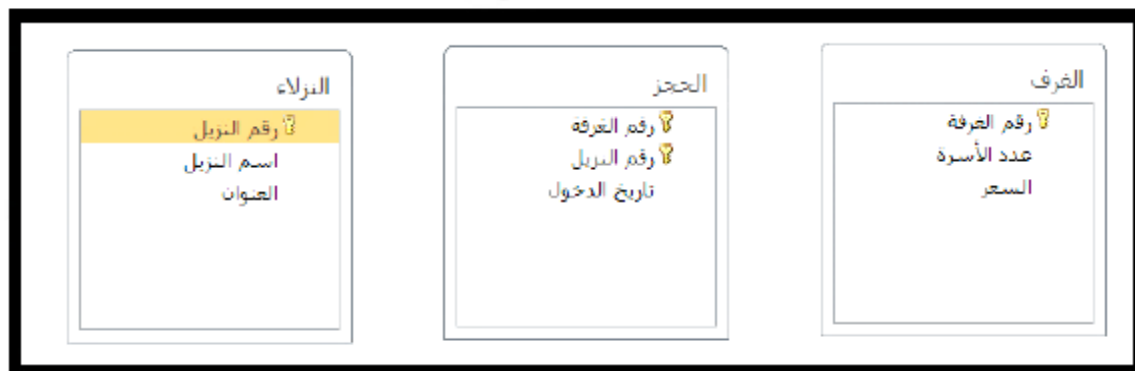 الغرف
رقم الغرفة
عدد الأسرة
السعر
الحجز
رقم الغرفة
رقم النزيل
تاريخ الدخول
النزلاء
رقم النزيل
اسم النزيل
العنوان